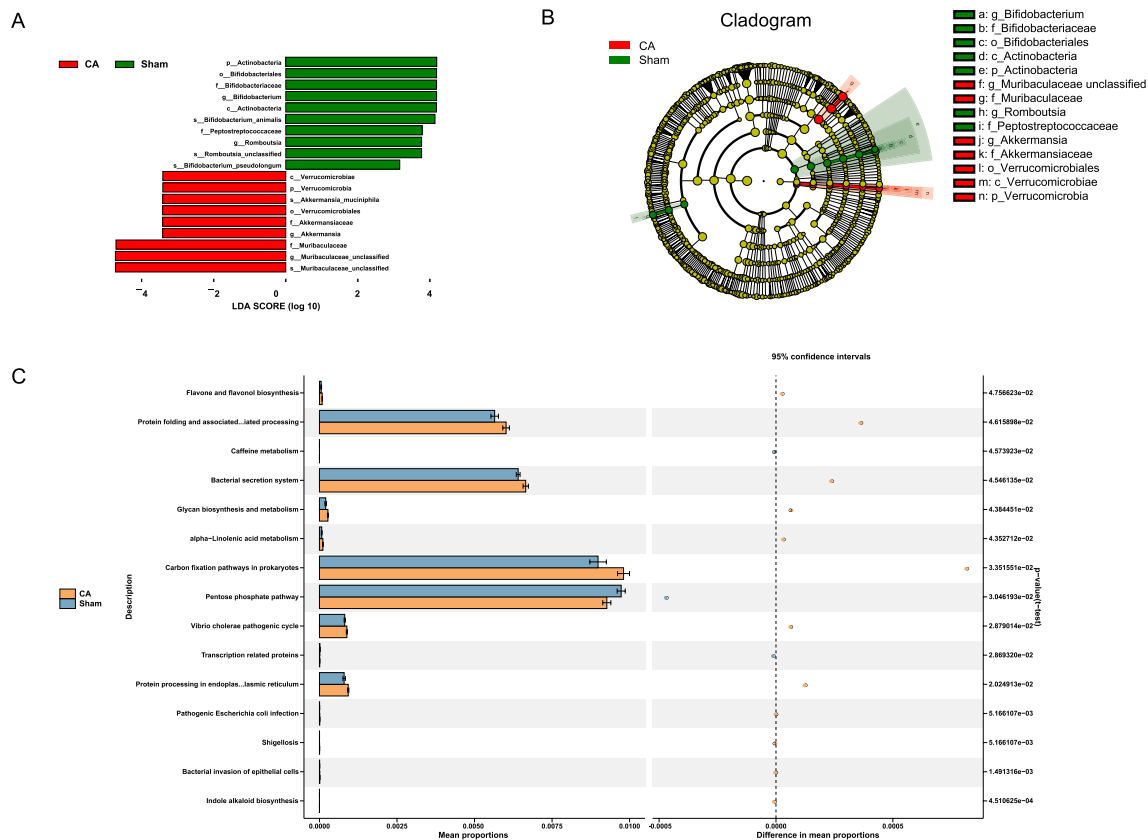 A
CA
Sham
p__Actinobacteria
o__Bifidobacteriales
f__Bifidobacteriaceae
g__Bifidobacterium
c__Actinobacteria
s__Bifidobacterium_animalis
f__Peptostreptococcaceae
g__Romboutsia
s__Romboutsia_unclassified
s__Bifidobacterium_pseudolongum
c__Verrucomicrobiae
p__Verrucomicrobia
s__Akkermansia_muciniphila
o__Verrucomicrobiales
f__Akkermansiaceae
g__Akkermansia
f__Muribaculaceae
g__Muribaculaceae_unclassified
s__Muribaculaceae_unclassified
−4 −2 0 2 4
LDA SCORE (log 10)
B
Cladogram
CA
Sham
a: g_Bifidobacterium
b: f_Bifidobacteriaceae
c: o_Bifidobacteriales
d: c_Actinobacteria
e: p_Actinobacteria
f: g_Muribaculaceae unclassified
g: f_Muribaculaceae
h: g_Romboutsia
i: f_Peptostreptococcaceae
j: g_Akkermansia
k: f_Akkermansiaceae
l: o_Verrucomicrobiales
m: c_Verrucomicrobiae
n: p_Verrucomicrobia
C
95% confidence intervals
CA
Sham
Description
Flavone and flavonol biosynthesis 4.756623e−02
Protein folding and associated...iated processing 4.615898e−02
Caffeine metabolism 4.573923e−02
Bacterial secretion system 4.546135e−02
Glycan biosynthesis and metabolism 4.384451e−02
alpha−Linolenic acid metabolism 4.352712e−02
Carbon fixation pathways in prokaryotes 3.351551e−02
Pentose phosphate pathway 3.046193e−02
Vibrio cholerae pathogenic cycle 2.879014e−02
Transcription related proteins 2.869320e−02
Protein processing in endoplas...lasmic reticulum 2.024913e−02
Pathogenic Escherichia coli infection 5.166107e−03
Shigellosis 5.166107e−03
Bacterial invasion of epithelial cells 1.491316e−03
Indole alkaloid biosynthesis 4.510625e−04
p−value(t−test)
0.0000 0.0025 0.0050 0.0075 0.0100
Mean proportions
−0.0005 0.0000 0.0005
Difference in mean proportions